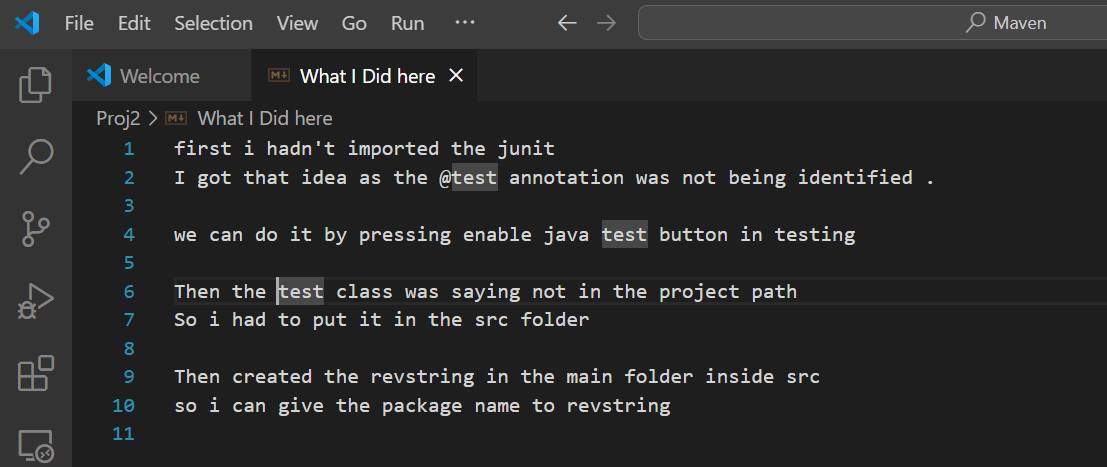 File Edit Selection View Go Run ··· ← → Maven
Welcome What I Did here ×
Proj2 > What I Did here
1 first i hadn't imported the junit
2 I got that idea as the @test annotation was not being identified .
3
4 we can do it by pressing enable java test button in testing
5
6 Then the test class was saying not in the project path
7 So i had to put it in the src folder
8
9 Then created the revstring in the main folder inside src
10 so i can give the package name to revstring
11